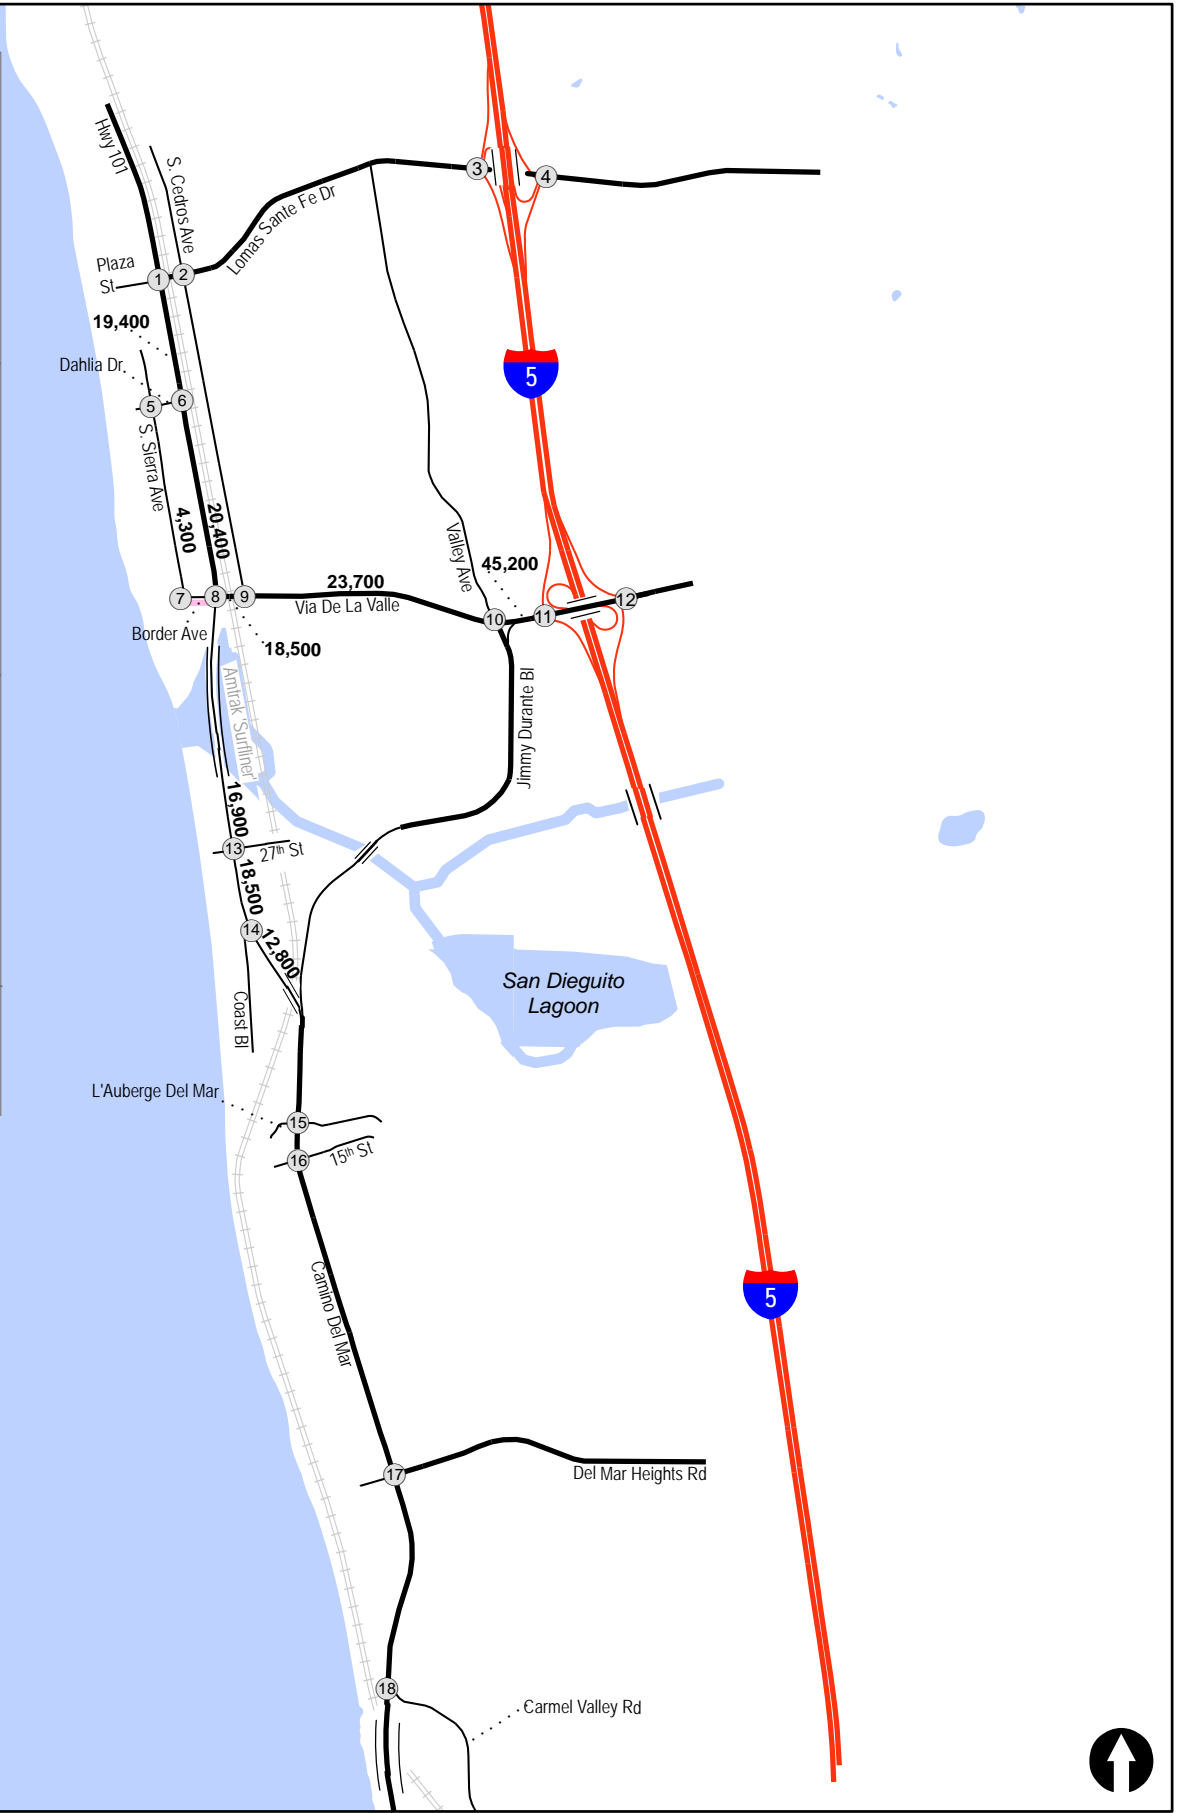 Hwy 101
S. Cedros Ave
Lomas Sante Fe Dr
3
4
Plaza
St
1
2
19,400
Dahlia Dr
5
6
5
S. Sierra Ave
4,300
20,400
Valley Ave
45,200
23,700
Via De La Valle
7
8
9
10
11
12
Border Ave
18,500
Amtrak 'Surfliner'
Jimmy Durante Bl
16,900
13
27th St
18,500
14
12,800
Coast Bl
San Dieguito
Lagoon
L'Auberge Del Mar
15
16
15th St
Camino Del Mar
5
17
Del Mar Heights Rd
18
Carmel Valley Rd